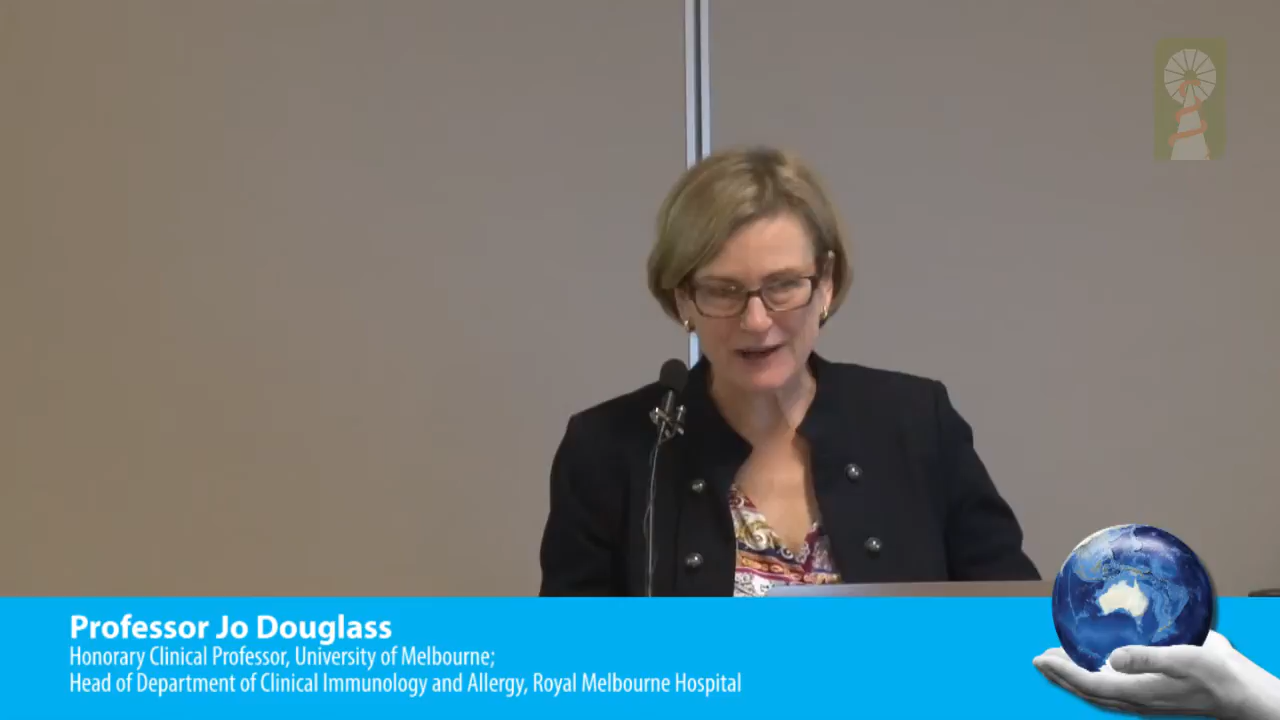 Professor Jo Douglass
Honorary Clinical Professor, University of Melbourne;
Head of Department of Clinical Immunology and Allergy, Royal Melbourne Hospital